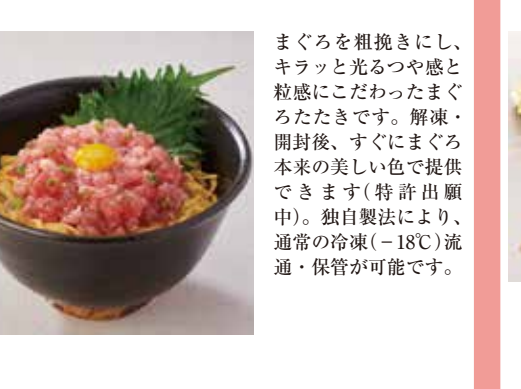 まぐろを粗挽きにし、
キラッと光るつや感と
粒感にこだわったまぐ
ろたたきです。解凍・
開封後、すぐにまぐろ
本来の美しい色で提供
できます(特許出願
中)。独自製法により、
通常の冷凍(−18℃)流
通・保管が可能です。